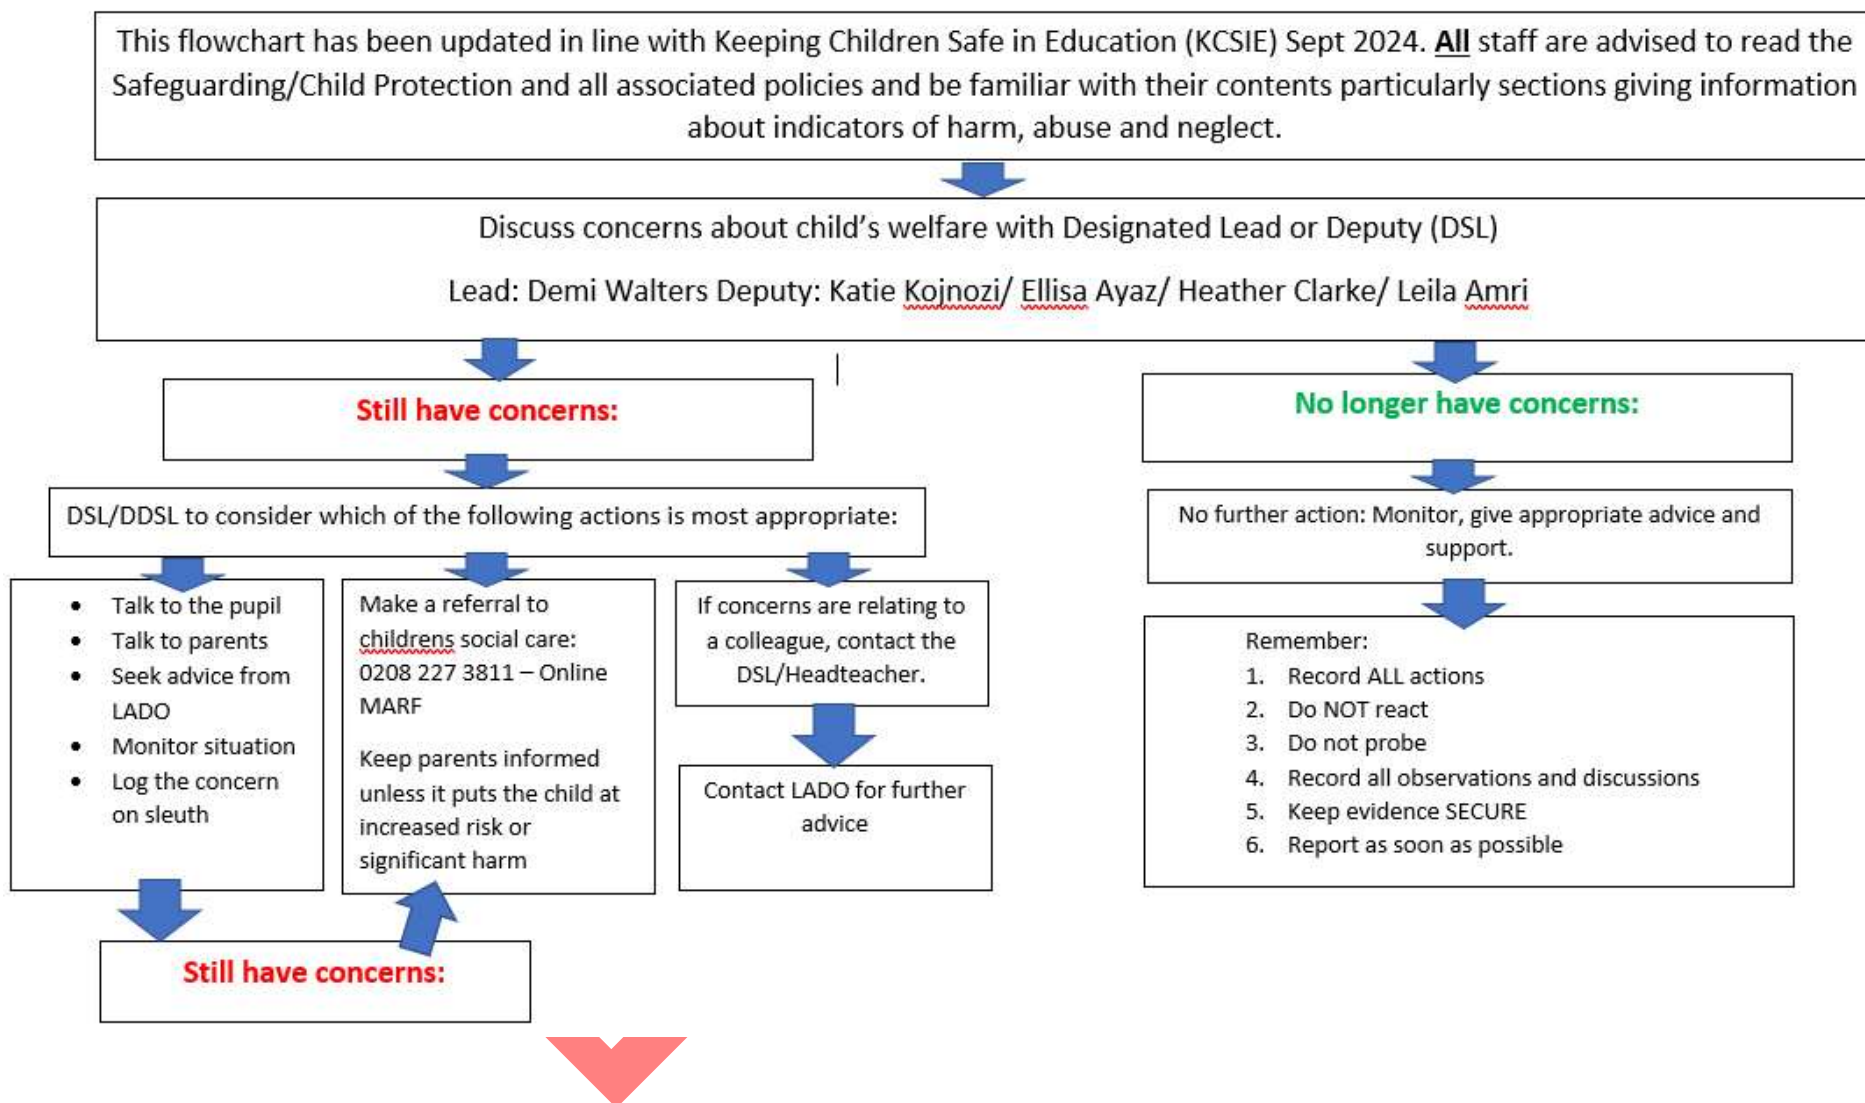 This flowchart has been updated in line with Keeping Children Safe in Education (KCSIE) Sept 2024. All staff are advised to read the
Safeguarding/Child Protection and all associated policies and be familiar with their contents particularly sections giving information
about indicators of harm, abuse and neglect.
Discuss concerns about child's welfare with Designated Lead or Deputy (DSL)
Lead: Demi Walters Deputy: Katie Kojnozi/ Ellisa Ayaz/ Heather Clarke/ Leila Amri
Still have concerns:
DSL/DDSL to consider which of the following actions is most appropriate:
• Talk to the pupil
• Talk to parents
• Seek advice from
LADO
• Monitor situation
• Log the concern
on sleuth
Still have concerns:
Make a referral to
childrens social care:
0208 227 3811 – Online
MARF
Keep parents informed
unless it puts the child at
increased risk or
significant harm
If concerns are relating to
a colleague, contact the
DSL/Headteacher.
Contact LADO for further
advice
No longer have concerns:
No further action: Monitor, give appropriate advice and
support.
Remember:
1. Record ALL actions
2. Do NOT react
3. Do not probe
4. Record all observations and discussions
5. Keep evidence SECURE
6. Report as soon as possible